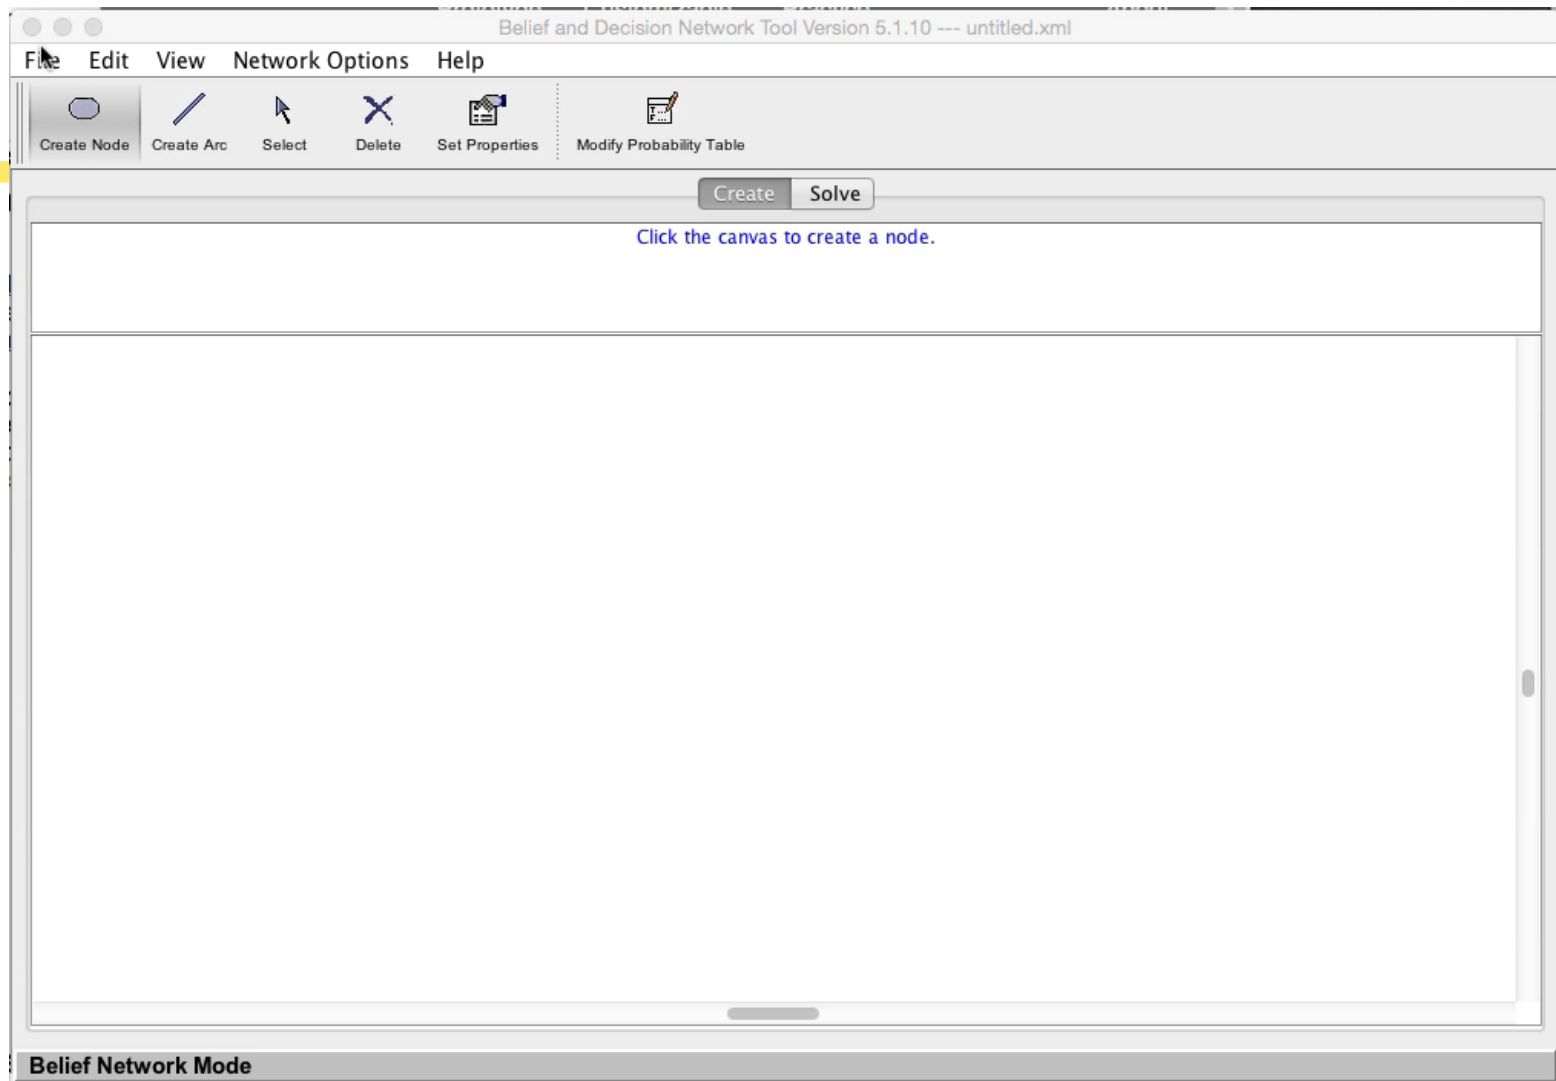 Belief and Decision Network Tool Version 5.1.10 --- untitled.xml
File Edit View Network Options Help
Create Node Create Arc Select Delete Set Properties Modify Probability Table
Create Solve
Click the canvas to create a node.
Belief Network Mode